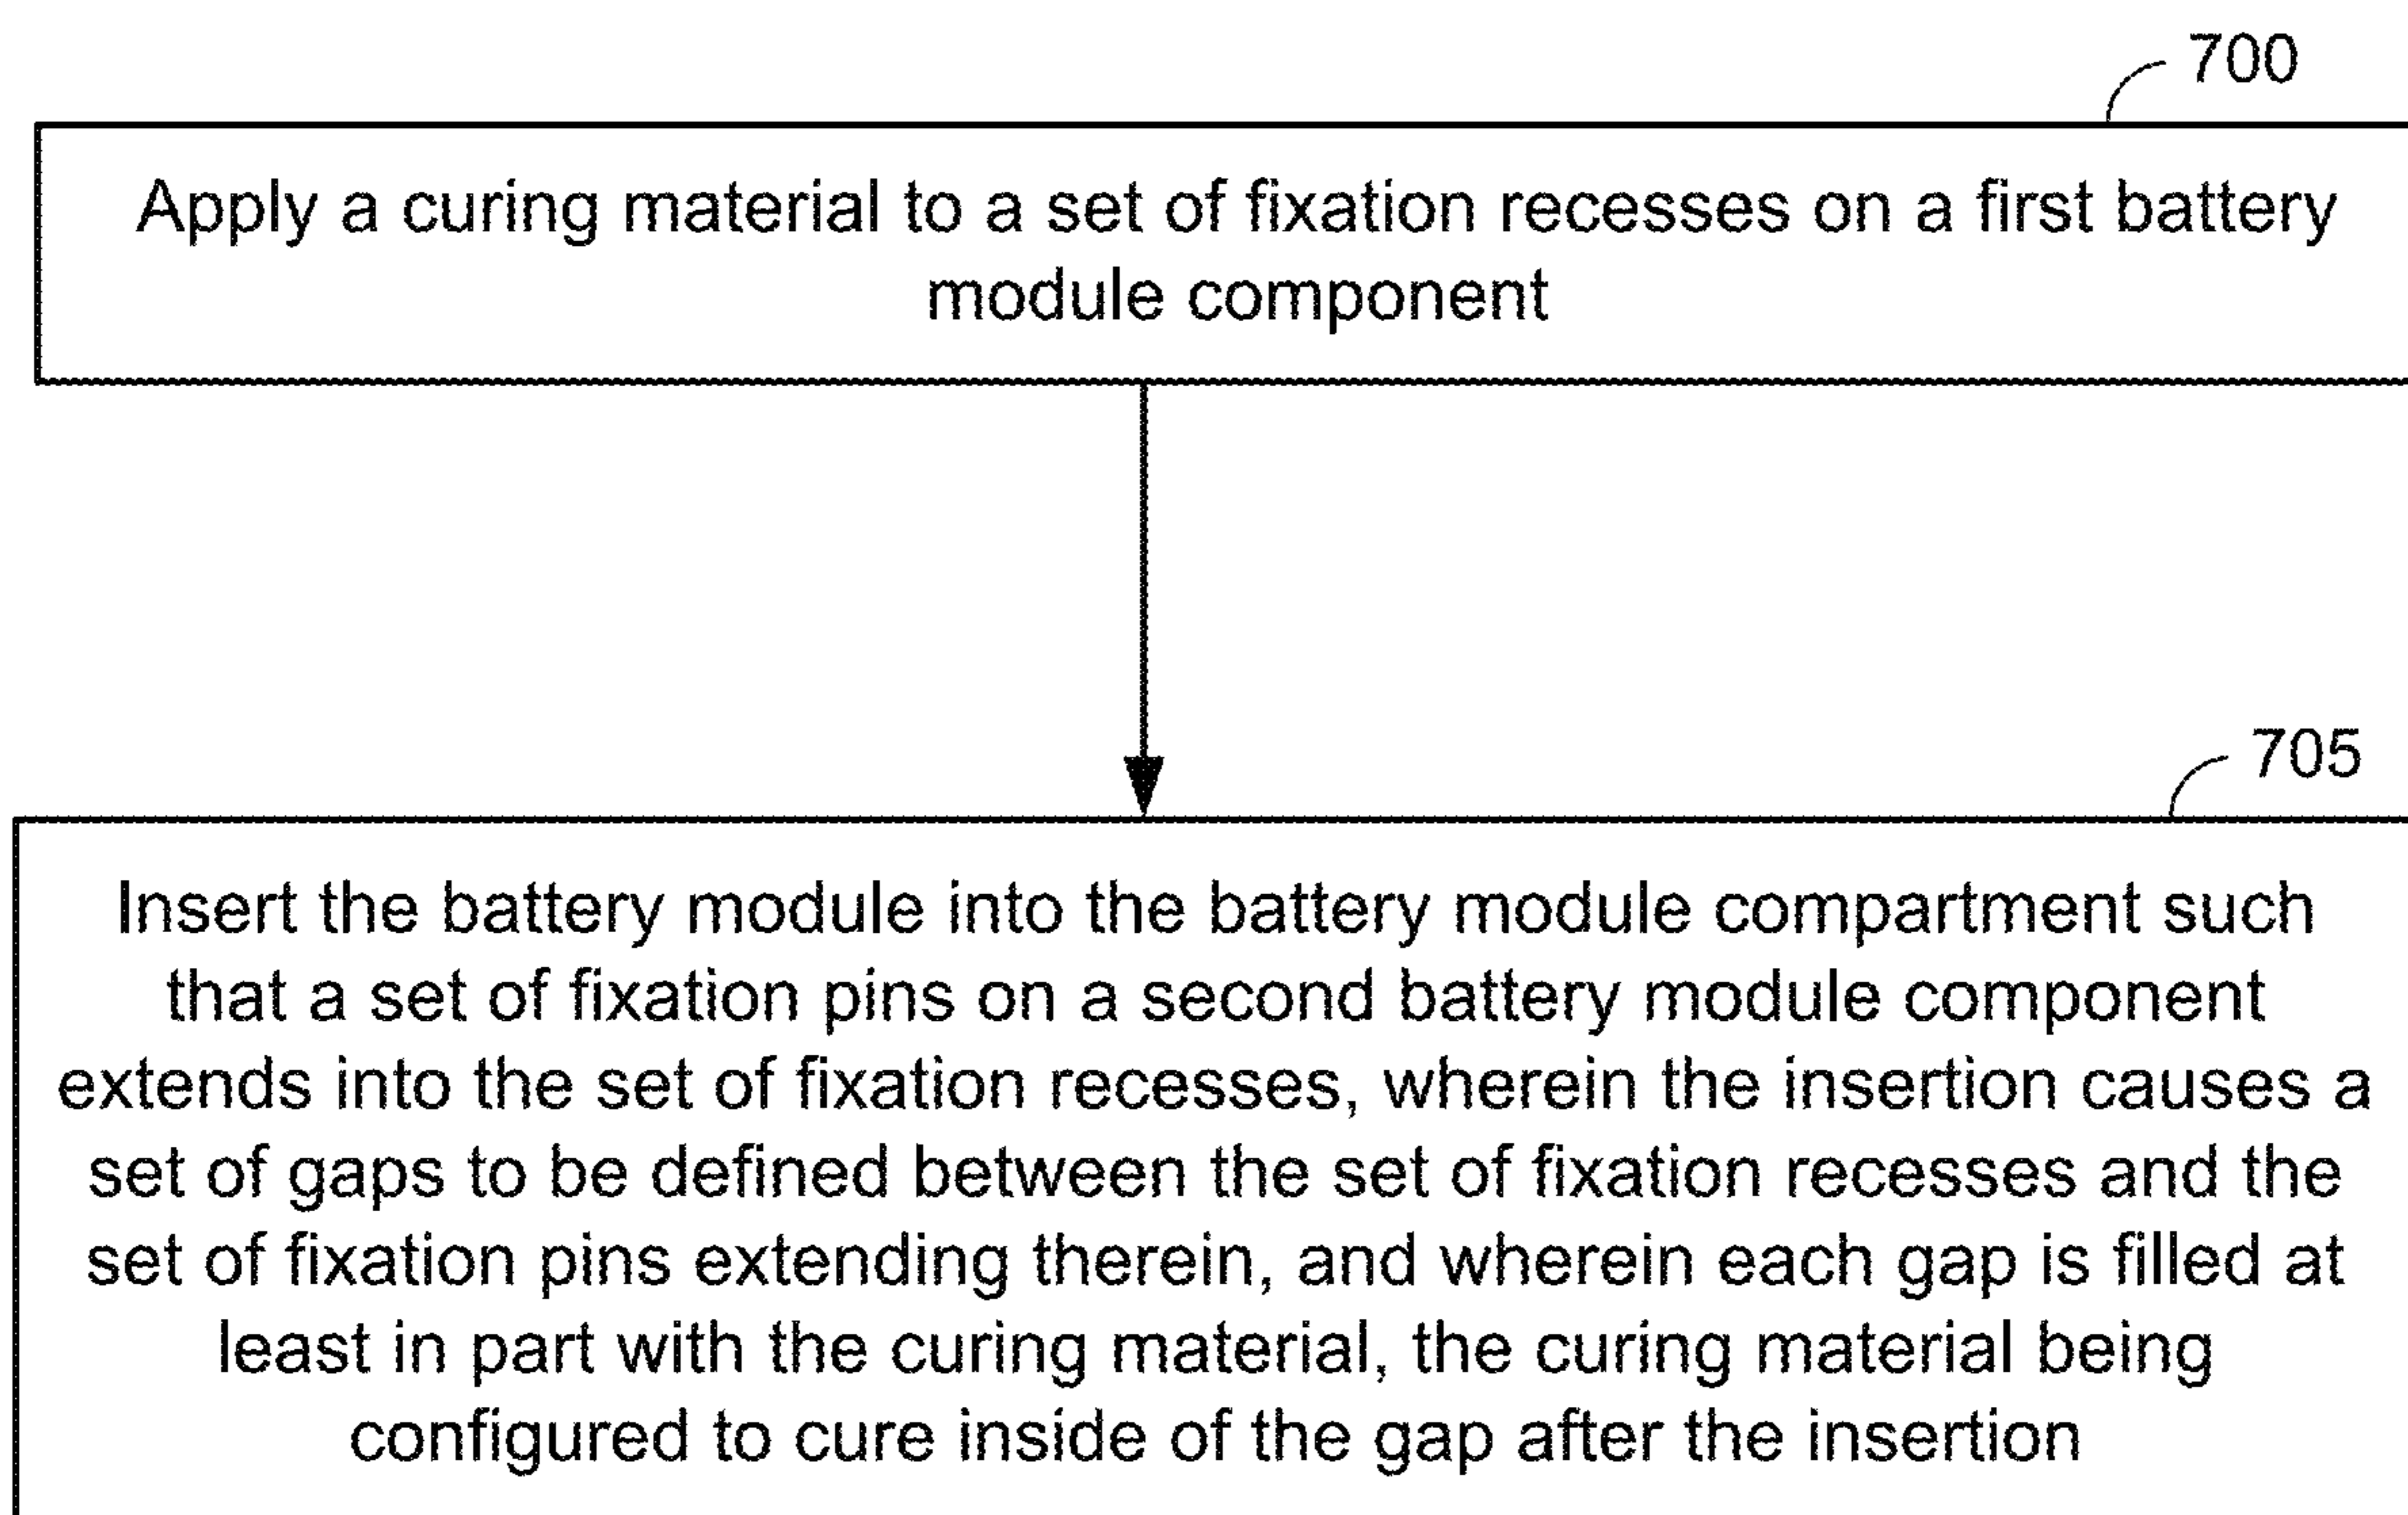 700
Apply a curing material to a set of fixation recesses on a first battery
module component
705
Insert the battery module into the battery module compartment such
that a set of fixation pins on a second battery module component
extends into the set of fixation recesses, wherein the insertion causes a
set of gaps to be defined between the set of fixation recesses and the
set of fixation pins extending therein, and wherein each gap is filled at
least in part with the curing material, the curing material being
configured to cure inside of the gap after the insertion